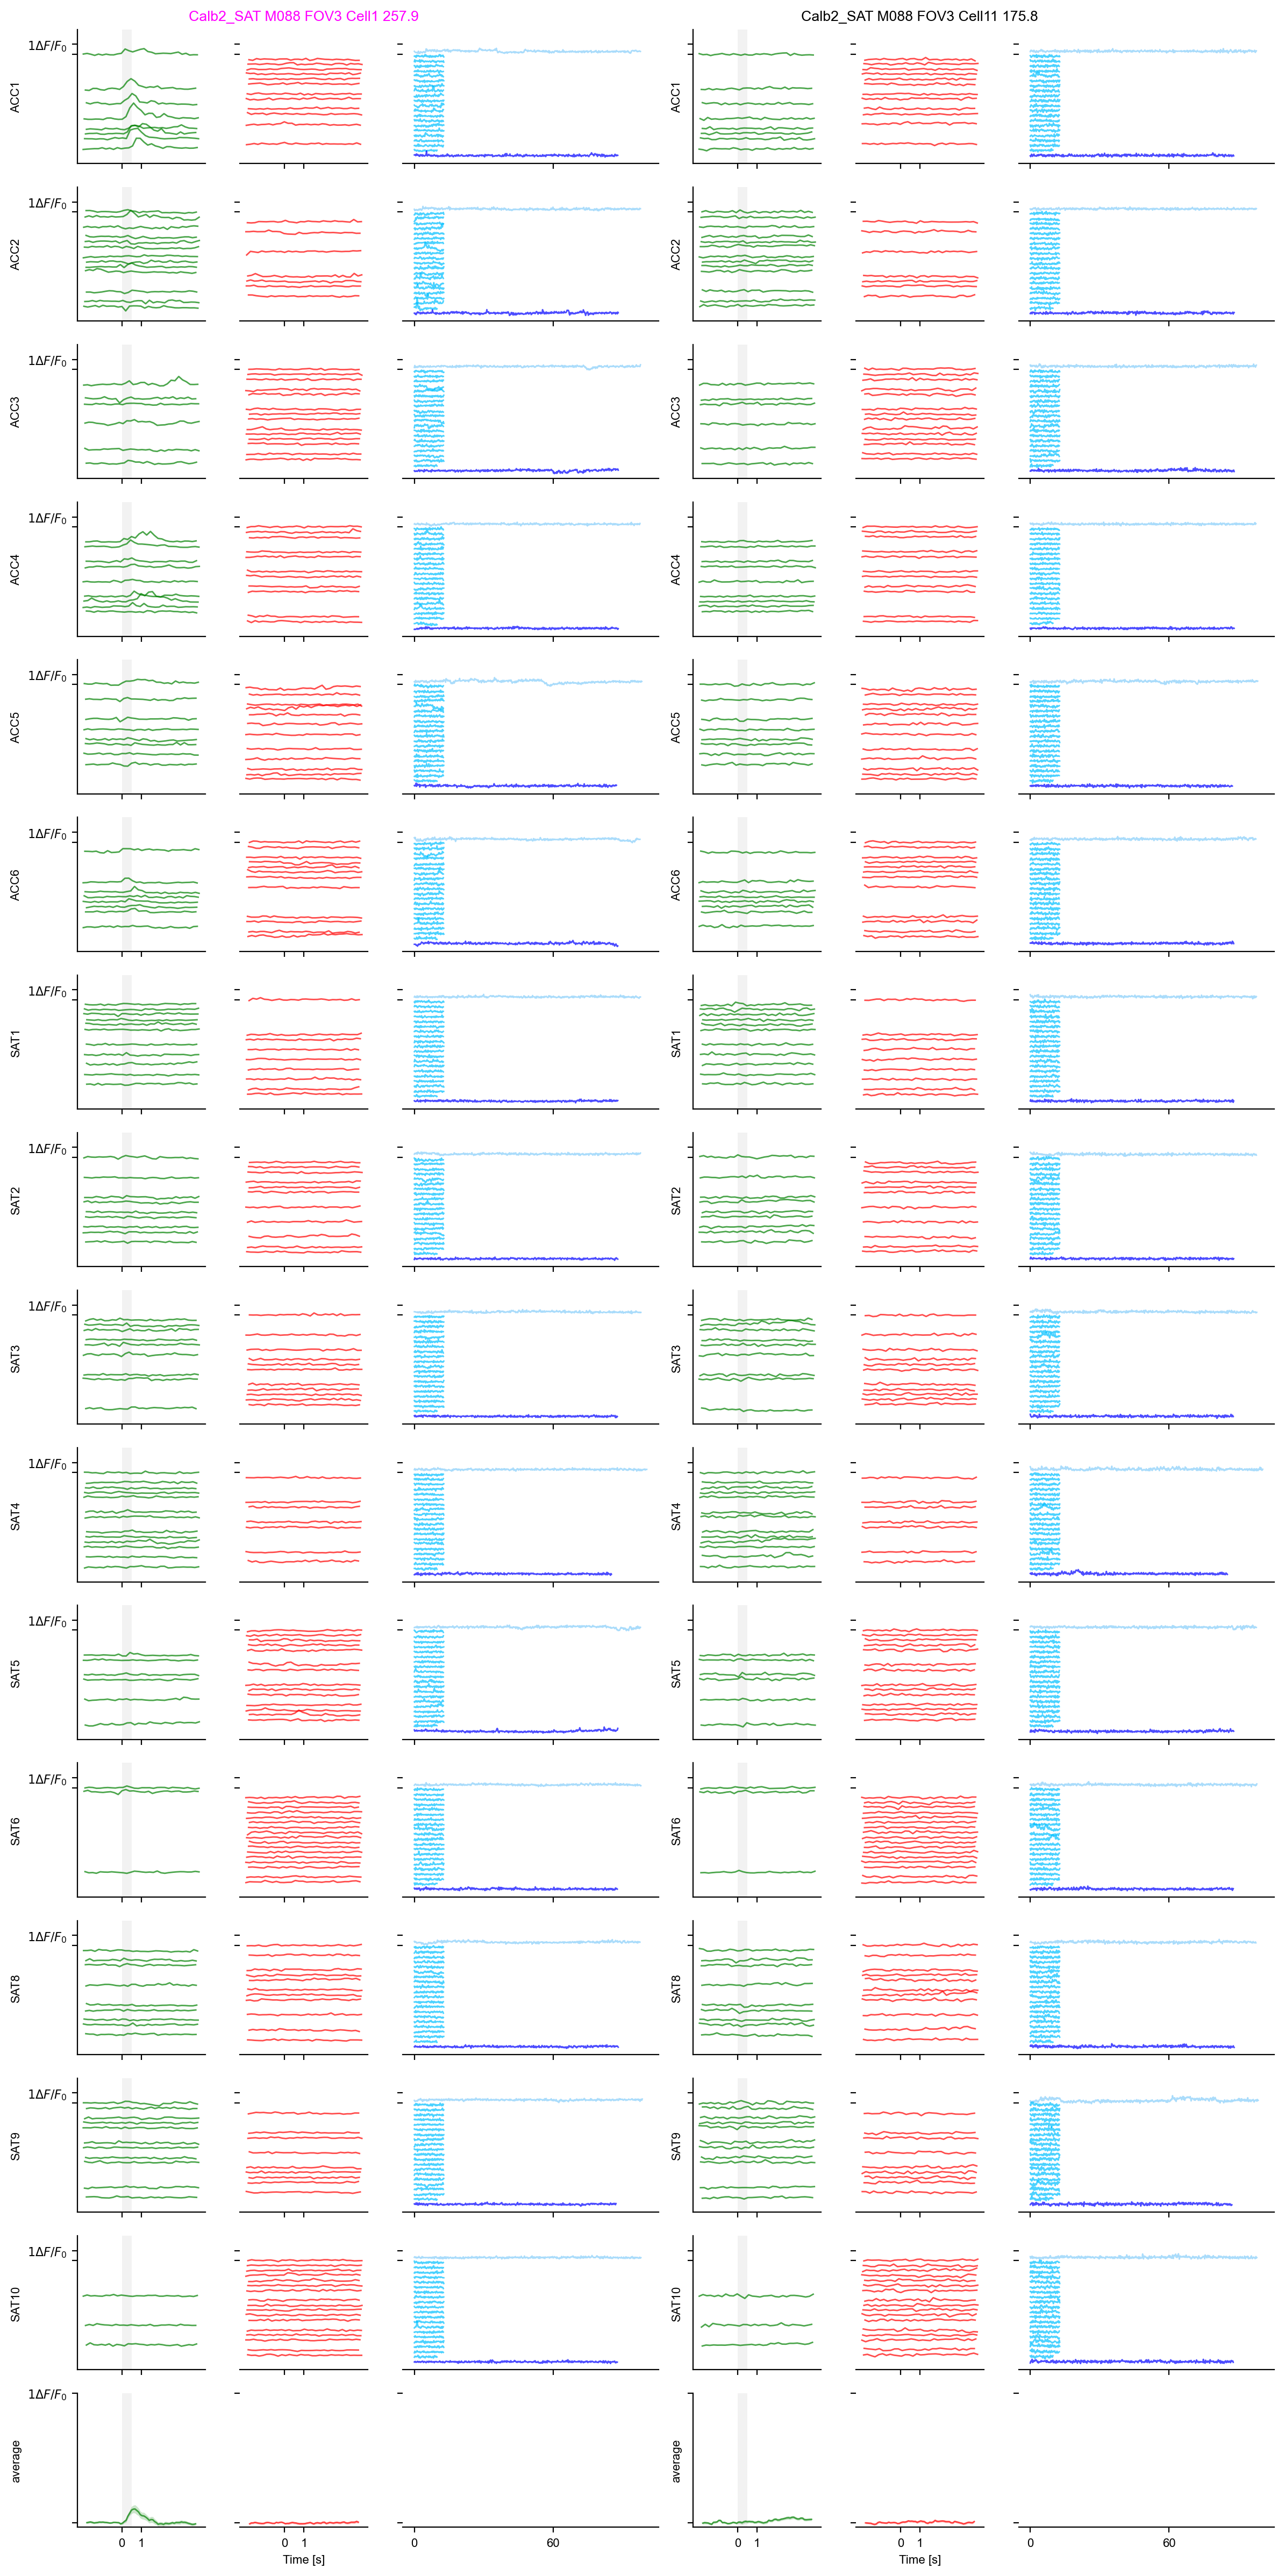 Calb2_SAT M088 FOV3 Cell1 257.9
Calb2_SAT M088 FOV3 Cell11 175.8
1ΔF/F0
ACC1
ACC1
1ΔF/F0
ACC2
ACC2
1ΔF/F0
ACC3
ACC3
1ΔF/F0
ACC4
ACC4
1ΔF/F0
ACC5
ACC5
1ΔF/F0
ACC6
ACC6
1ΔF/F0
SAT1
SAT1
1ΔF/F0
SAT2
SAT2
1ΔF/F0
SAT3
SAT3
1ΔF/F0
SAT4
SAT4
1ΔF/F0
SAT5
SAT5
1ΔF/F0
SAT6
SAT6
1ΔF/F0
SAT8
SAT8
1ΔF/F0
SAT9
SAT9
1ΔF/F0
SAT10
SAT10
1ΔF/F0
average
average
0 1 0 1 0 60 0 1 0 1 0 60
Time [s] Time [s]